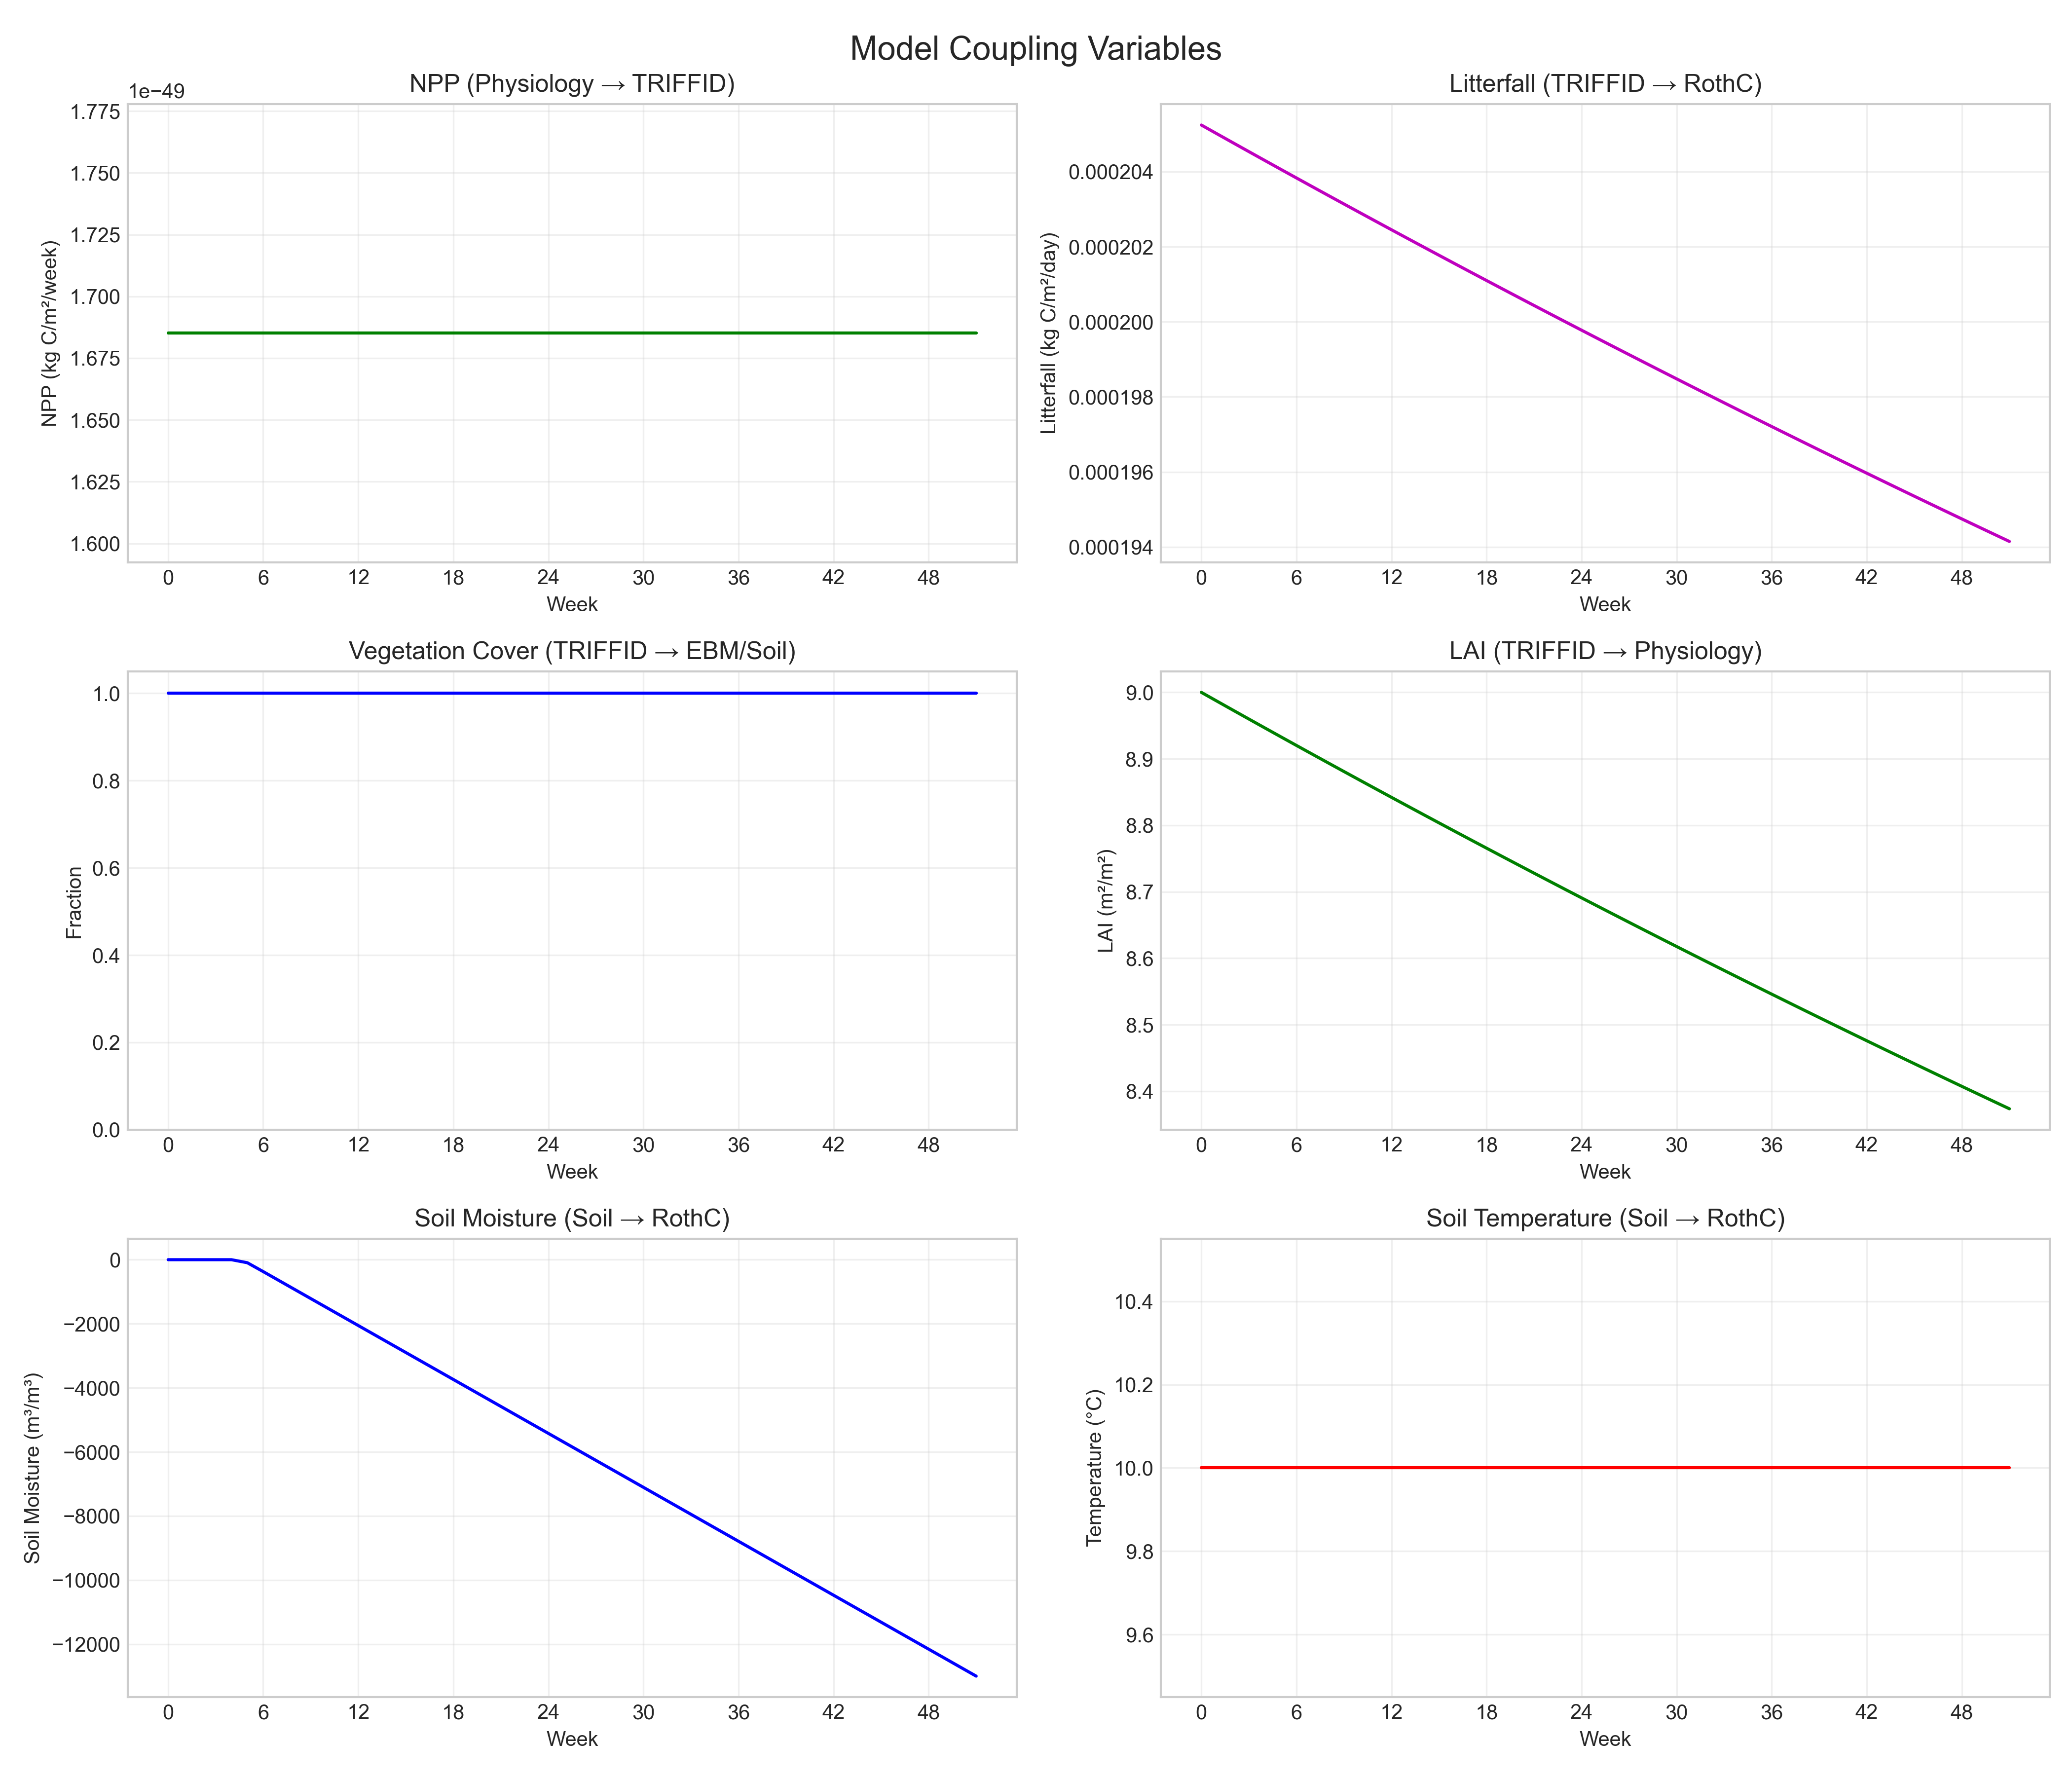 Model Coupling Variables
NPP (Physiology → TRIFFID)
1e−49
1.775
1.750
1.725
1.700
1.675
1.650
1.625
1.600
NPP (kg C/m²/week)
0 6 12 18 24 30 36 42 48
Week
Litterfall (TRIFFID → RothC)
0.000204
0.000202
0.000200
0.000198
0.000196
0.000194
Litterfall (kg C/m²/day)
0 6 12 18 24 30 36 42 48
Week
Vegetation Cover (TRIFFID → EBM/Soil)
1.0
0.8
0.6
0.4
0.2
0.0
Fraction
0 6 12 18 24 30 36 42 48
Week
LAI (TRIFFID → Physiology)
9.0
8.9
8.8
8.7
8.6
8.5
8.4
LAI (m²/m²)
0 6 12 18 24 30 36 42 48
Week
Soil Moisture (Soil → RothC)
0
−2000
−4000
−6000
−8000
−10000
−12000
Soil Moisture (m³/m³)
0 6 12 18 24 30 36 42 48
Week
Soil Temperature (Soil → RothC)
10.4
10.2
10.0
9.8
9.6
Temperature (°C)
0 6 12 18 24 30 36 42 48
Week